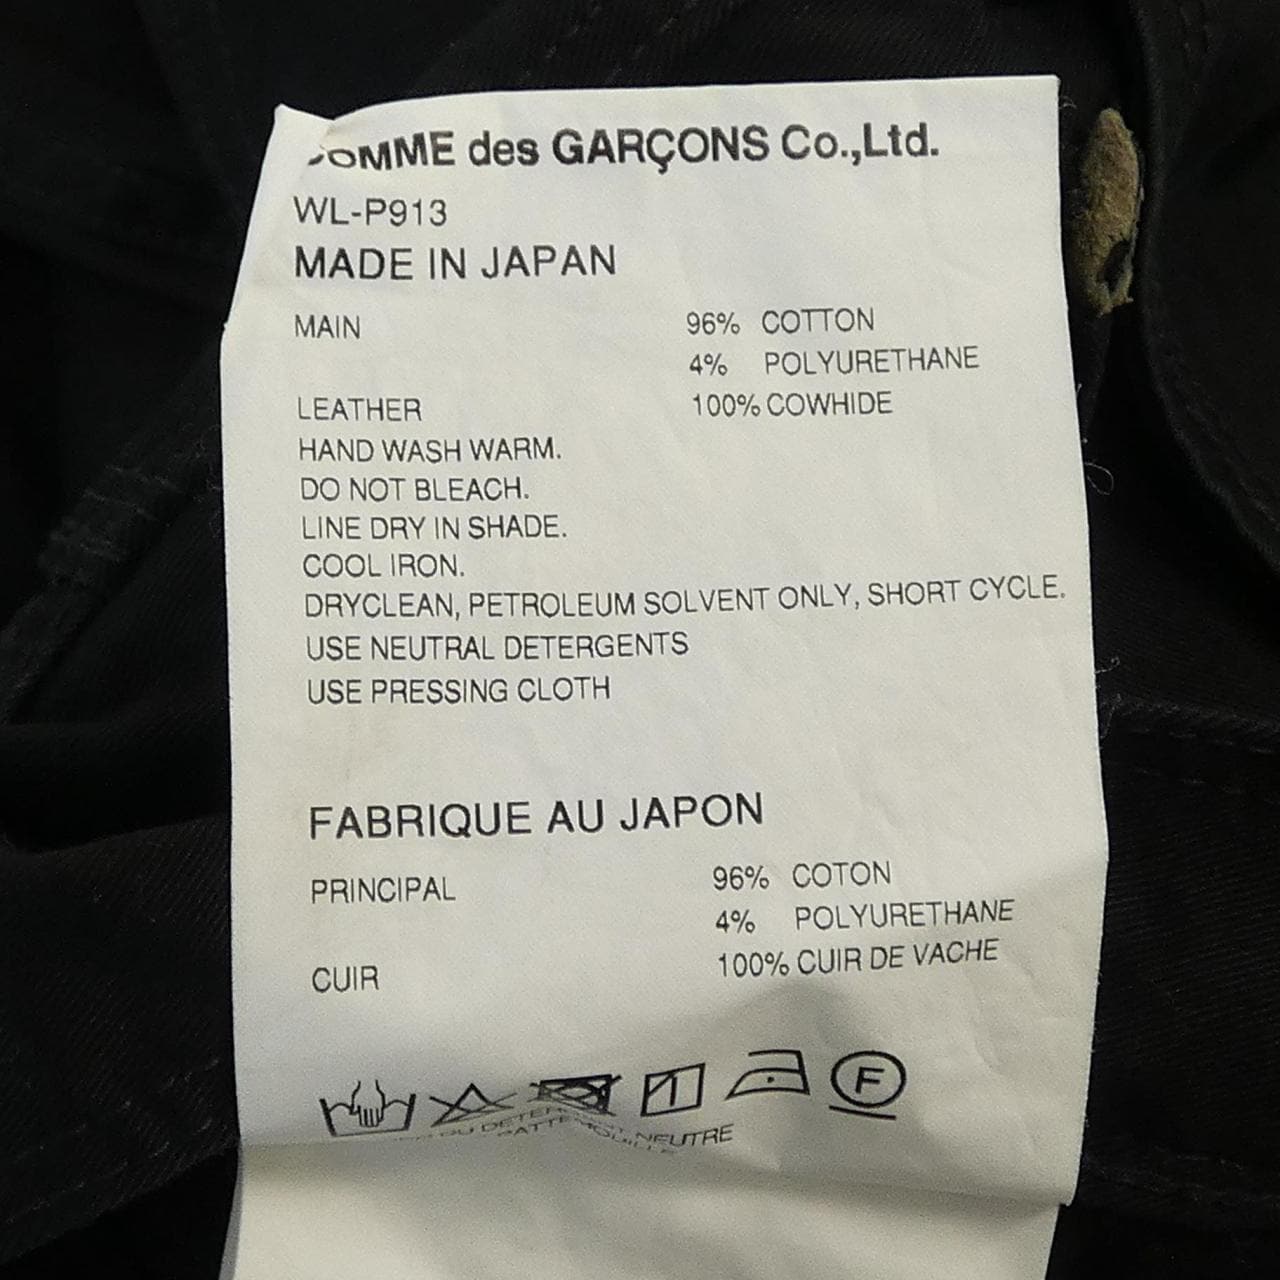 COMME des GARÇONS Co.,Ltd.
WL-P913
MADE IN JAPAN
MAIN 96% COTTON
4% POLYURETHANE
LEATHER 100% COWHIDE
HAND WASH WARM.
DO NOT BLEACH.
LINE DRY IN SHADE.
COOL IRON.
DRYCLEAN, PETROLEUM SOLVENT ONLY, SHORT CYCLE.
USE NEUTRAL DETERGENTS
USE PRESSING CLOTH
FABRIQUE AU JAPON
PRINCIPAL 96% COTON
4% POLYURETHANE
CUIR 100% CUIR DE VACHE
F
DU NEUTRE